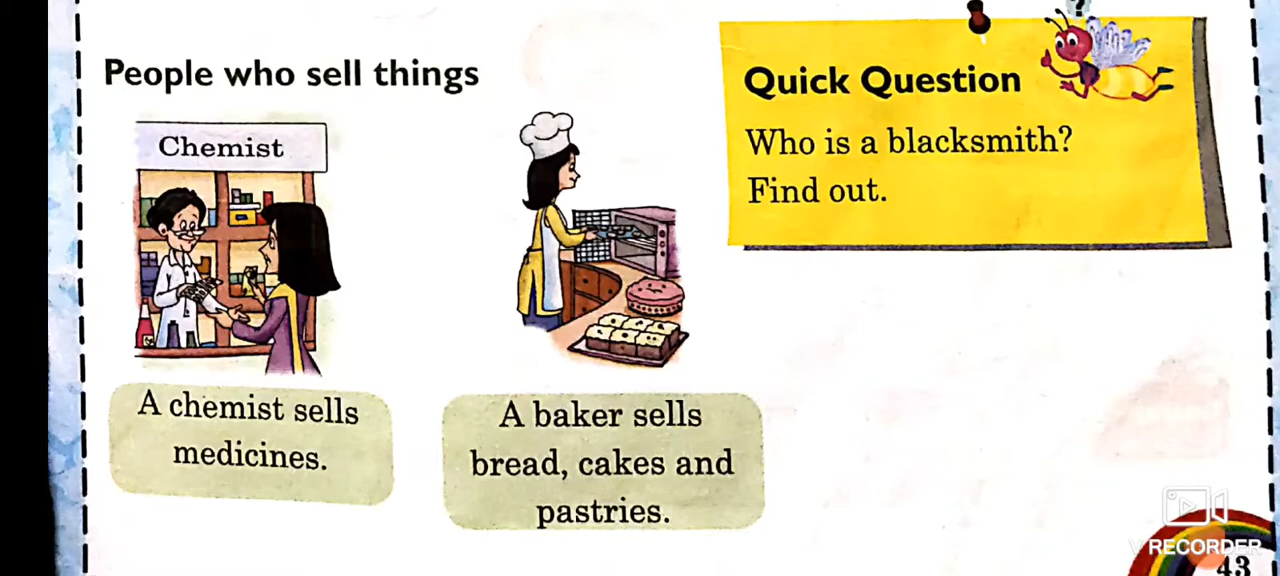 People who sell things
Chemist
A chemist sells
medicines.
A baker sells
bread, cakes and
pastries.
?
Quick Question
Who is a blacksmith?
Find out.
V RECORDER
43